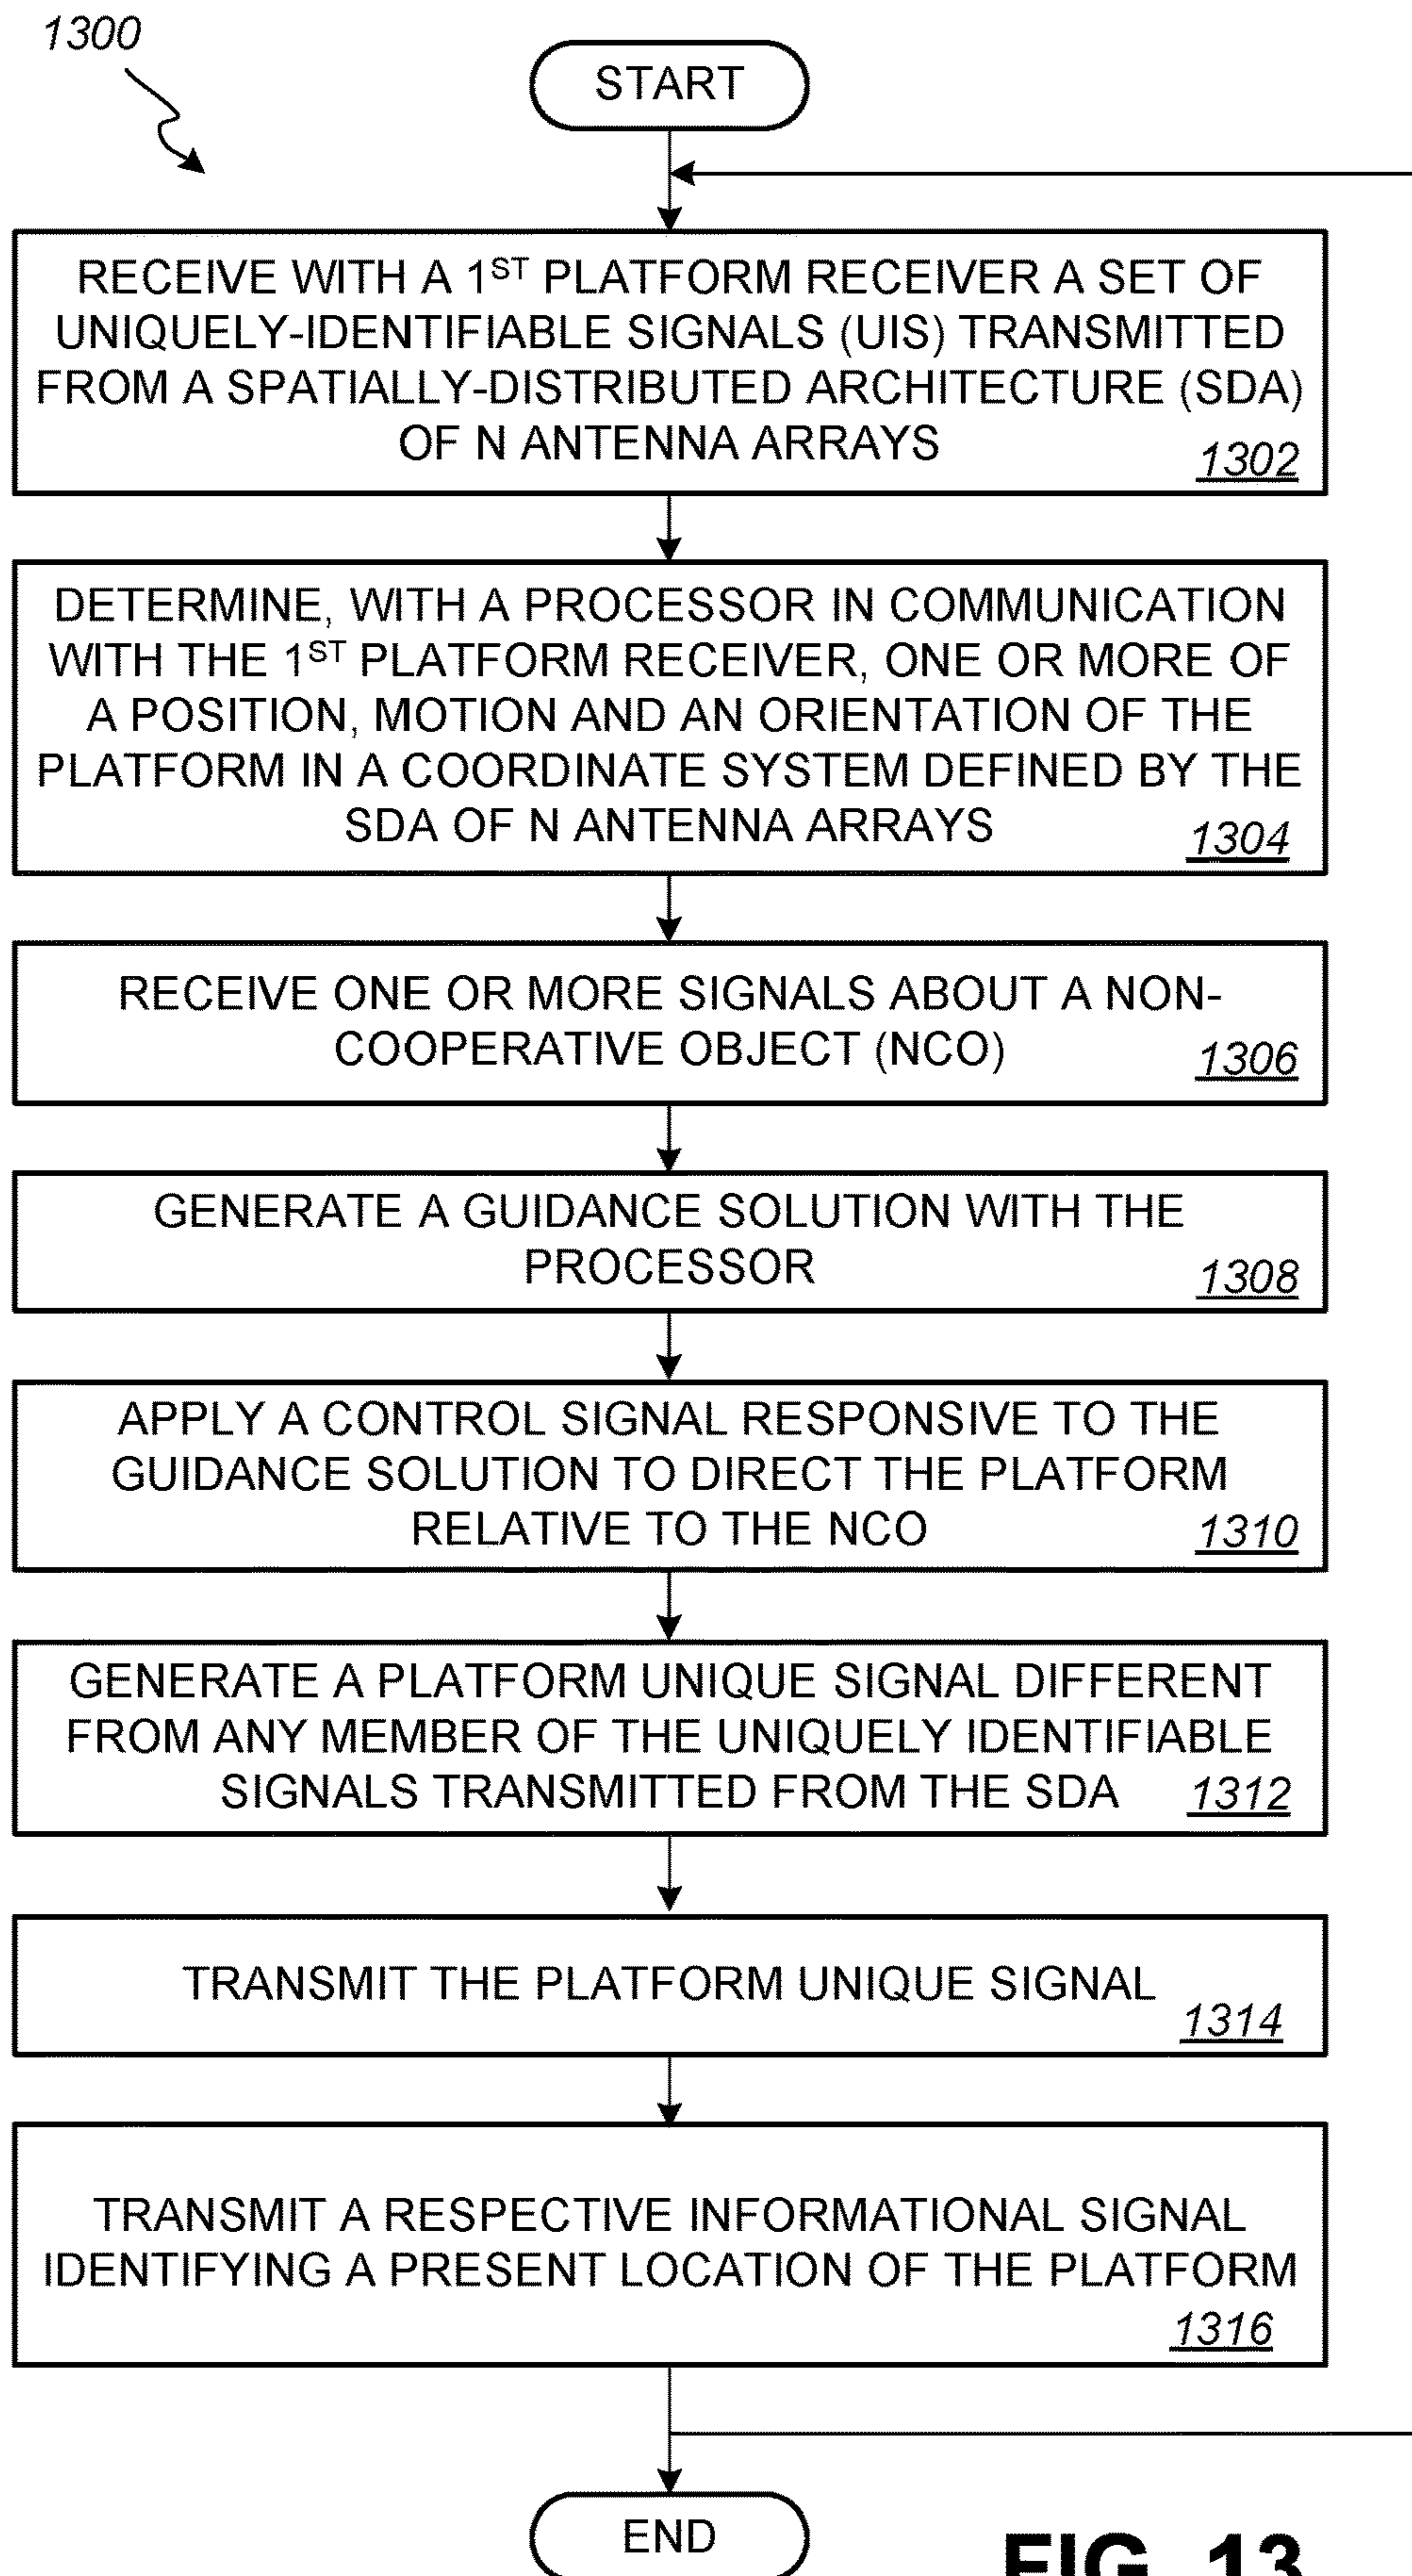 1300
START
RECEIVE WITH A 1ST PLATFORM RECEIVER A SET OF
UNIQUELY-IDENTIFIABLE SIGNALS (UIS) TRANSMITTED
FROM A SPATIALLY-DISTRIBUTED ARCHITECTURE (SDA)
OF N ANTENNA ARRAYS
1302
DETERMINE, WITH A PROCESSOR IN COMMUNICATION
WITH THE 1ST PLATFORM RECEIVER, ONE OR MORE OF
A POSITION, MOTION AND AN ORIENTATION OF THE
PLATFORM IN A COORDINATE SYSTEM DEFINED BY THE
SDA OF N ANTENNA ARRAYS
1304
RECEIVE ONE OR MORE SIGNALS ABOUT A NON-
COOPERATIVE OBJECT (NCO)
1306
GENERATE A GUIDANCE SOLUTION WITH THE
PROCESSOR
1308
APPLY A CONTROL SIGNAL RESPONSIVE TO THE
GUIDANCE SOLUTION TO DIRECT THE PLATFORM
RELATIVE TO THE NCO
1310
GENERATE A PLATFORM UNIQUE SIGNAL DIFFERENT
FROM ANY MEMBER OF THE UNIQUELY IDENTIFIABLE
SIGNALS TRANSMITTED FROM THE SDA
1312
TRANSMIT THE PLATFORM UNIQUE SIGNAL
1314
TRANSMIT A RESPECTIVE INFORMATIONAL SIGNAL
IDENTIFYING A PRESENT LOCATION OF THE PLATFORM
1316
END
FIG. 13